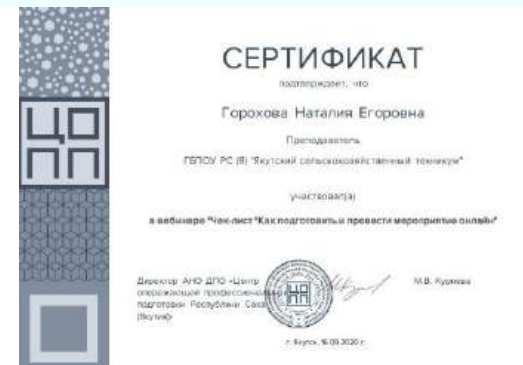 ЦОПП
СЕРТИФИКАТ
подтверждает, что
Горохова Наталия Егоровна
Преподаватель
ГБПОУ РС (Я) "Якутский сельскохозяйственный техникум"
участвовал(а)
в вебинаре "Чек-лист "Как подготовить и провести мероприятие онлайн"
Директор АНО ДПО «Центр
опережающей профессиональной
подготовки Республики Саха
(Якутия)»
М.В.
г. Якутск, 16.09.2020 г.